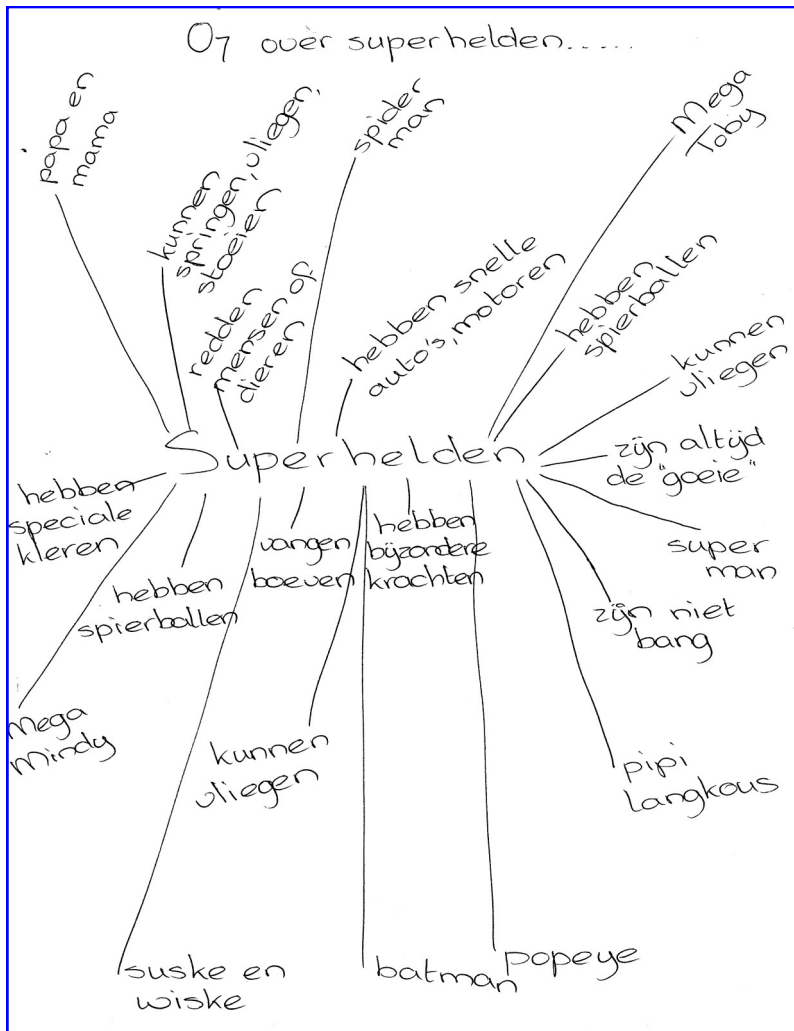 O7 over superhelden.....
papa en
mama
kunnen
springen, vliegen,
stoeien
redden
mensen of
dieren
spider
man
hebben snelle
auto's, motoren
Mega
Toby
hebben
spierballen
kunnen
vliegen
zijn altijd
de "goeie"
super
man
zijn niet
bang
pipi
langkous
popeye
batman
hebben
bijzondere
krachten
vangen
boeven
kunnen
vliegen
suske en
wiske
hebben
spierballen
Mega
Mindy
hebben
speciale
kleren
Superhelden